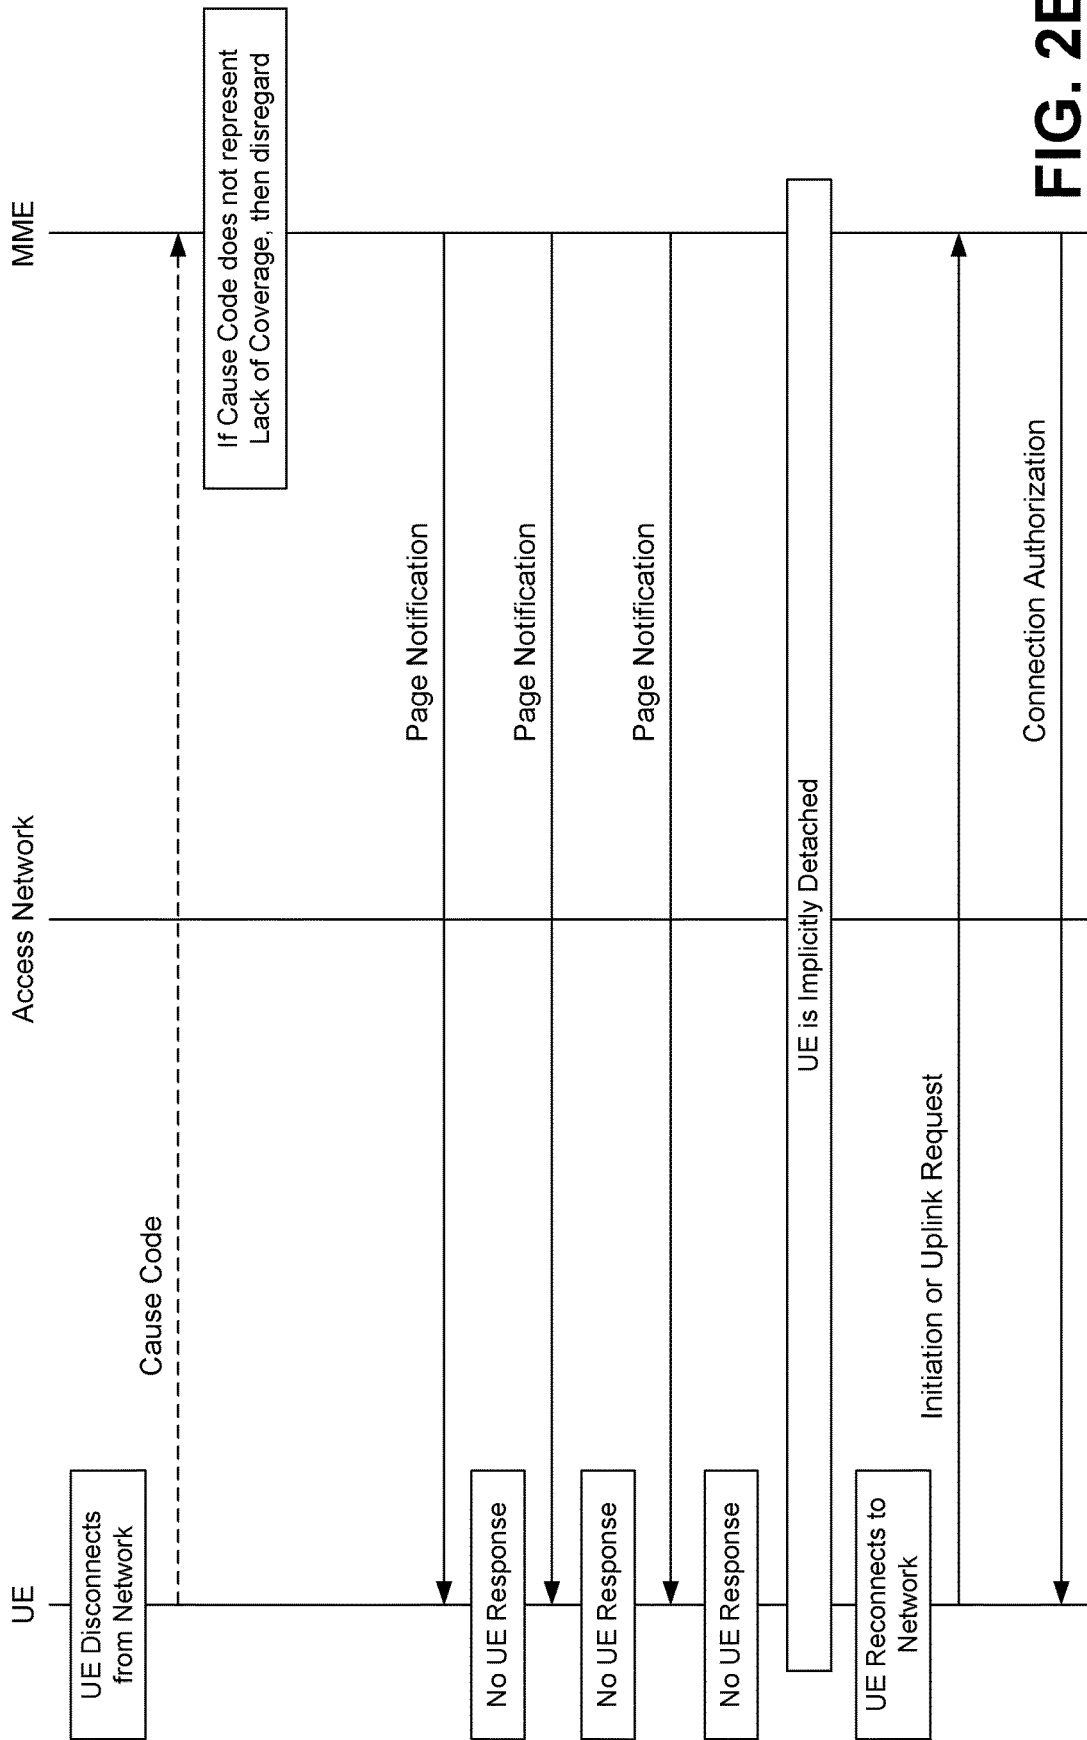 UE
Access Network
MME
UE Disconnects
from Network
Cause Code
If Cause Code does not represent
Lack of Coverage, then disregard
Page Notification
No UE Response
Page Notification
No UE Response
Page Notification
No UE Response
UE is Implicitly Detached
UE Reconnects to
Network
Initiation or Uplink Request
Connection Authorization
FIG. 2E